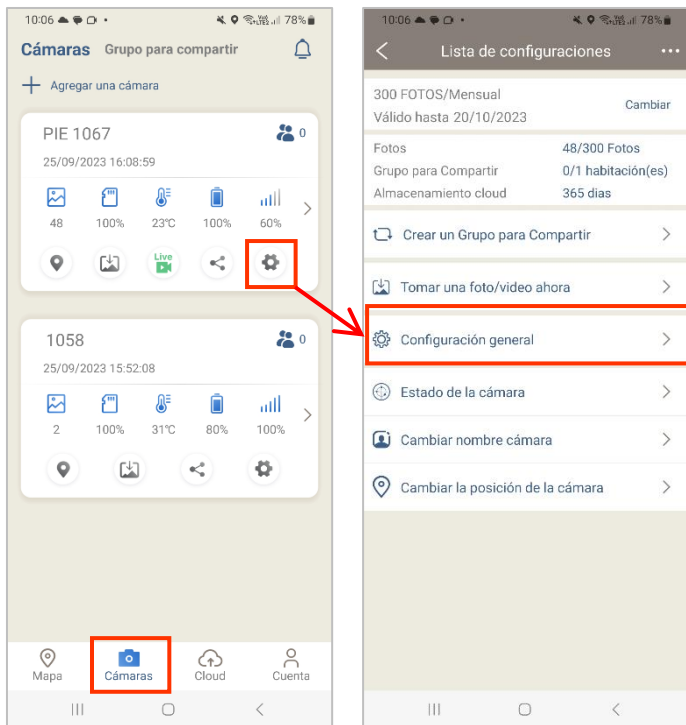 10:06 78%
Cámaras Grupo para compartir
Agregar una cámara
PIE 1067 0
25/09/2023 16:08:59
48 100% 23℃ 100% 60%
Live
1058 0
25/09/2023 15:52:08
2 100% 31℃ 80% 100%
Mapa Cámaras Cloud Cuenta
10:06 78%
Lista de configuraciones
300 FOTOS/Mensual
Válido hasta 20/10/2023
Cambiar
Fotos 48/300 Fotos
Grupo para Compartir 0/1 habitación(es)
Almacenamiento cloud 365 dias
Crear un Grupo para Compartir
Tomar una foto/video ahora
Configuración general
Estado de la cámara
Cambiar nombre cámara
Cambiar la posición de la cámara